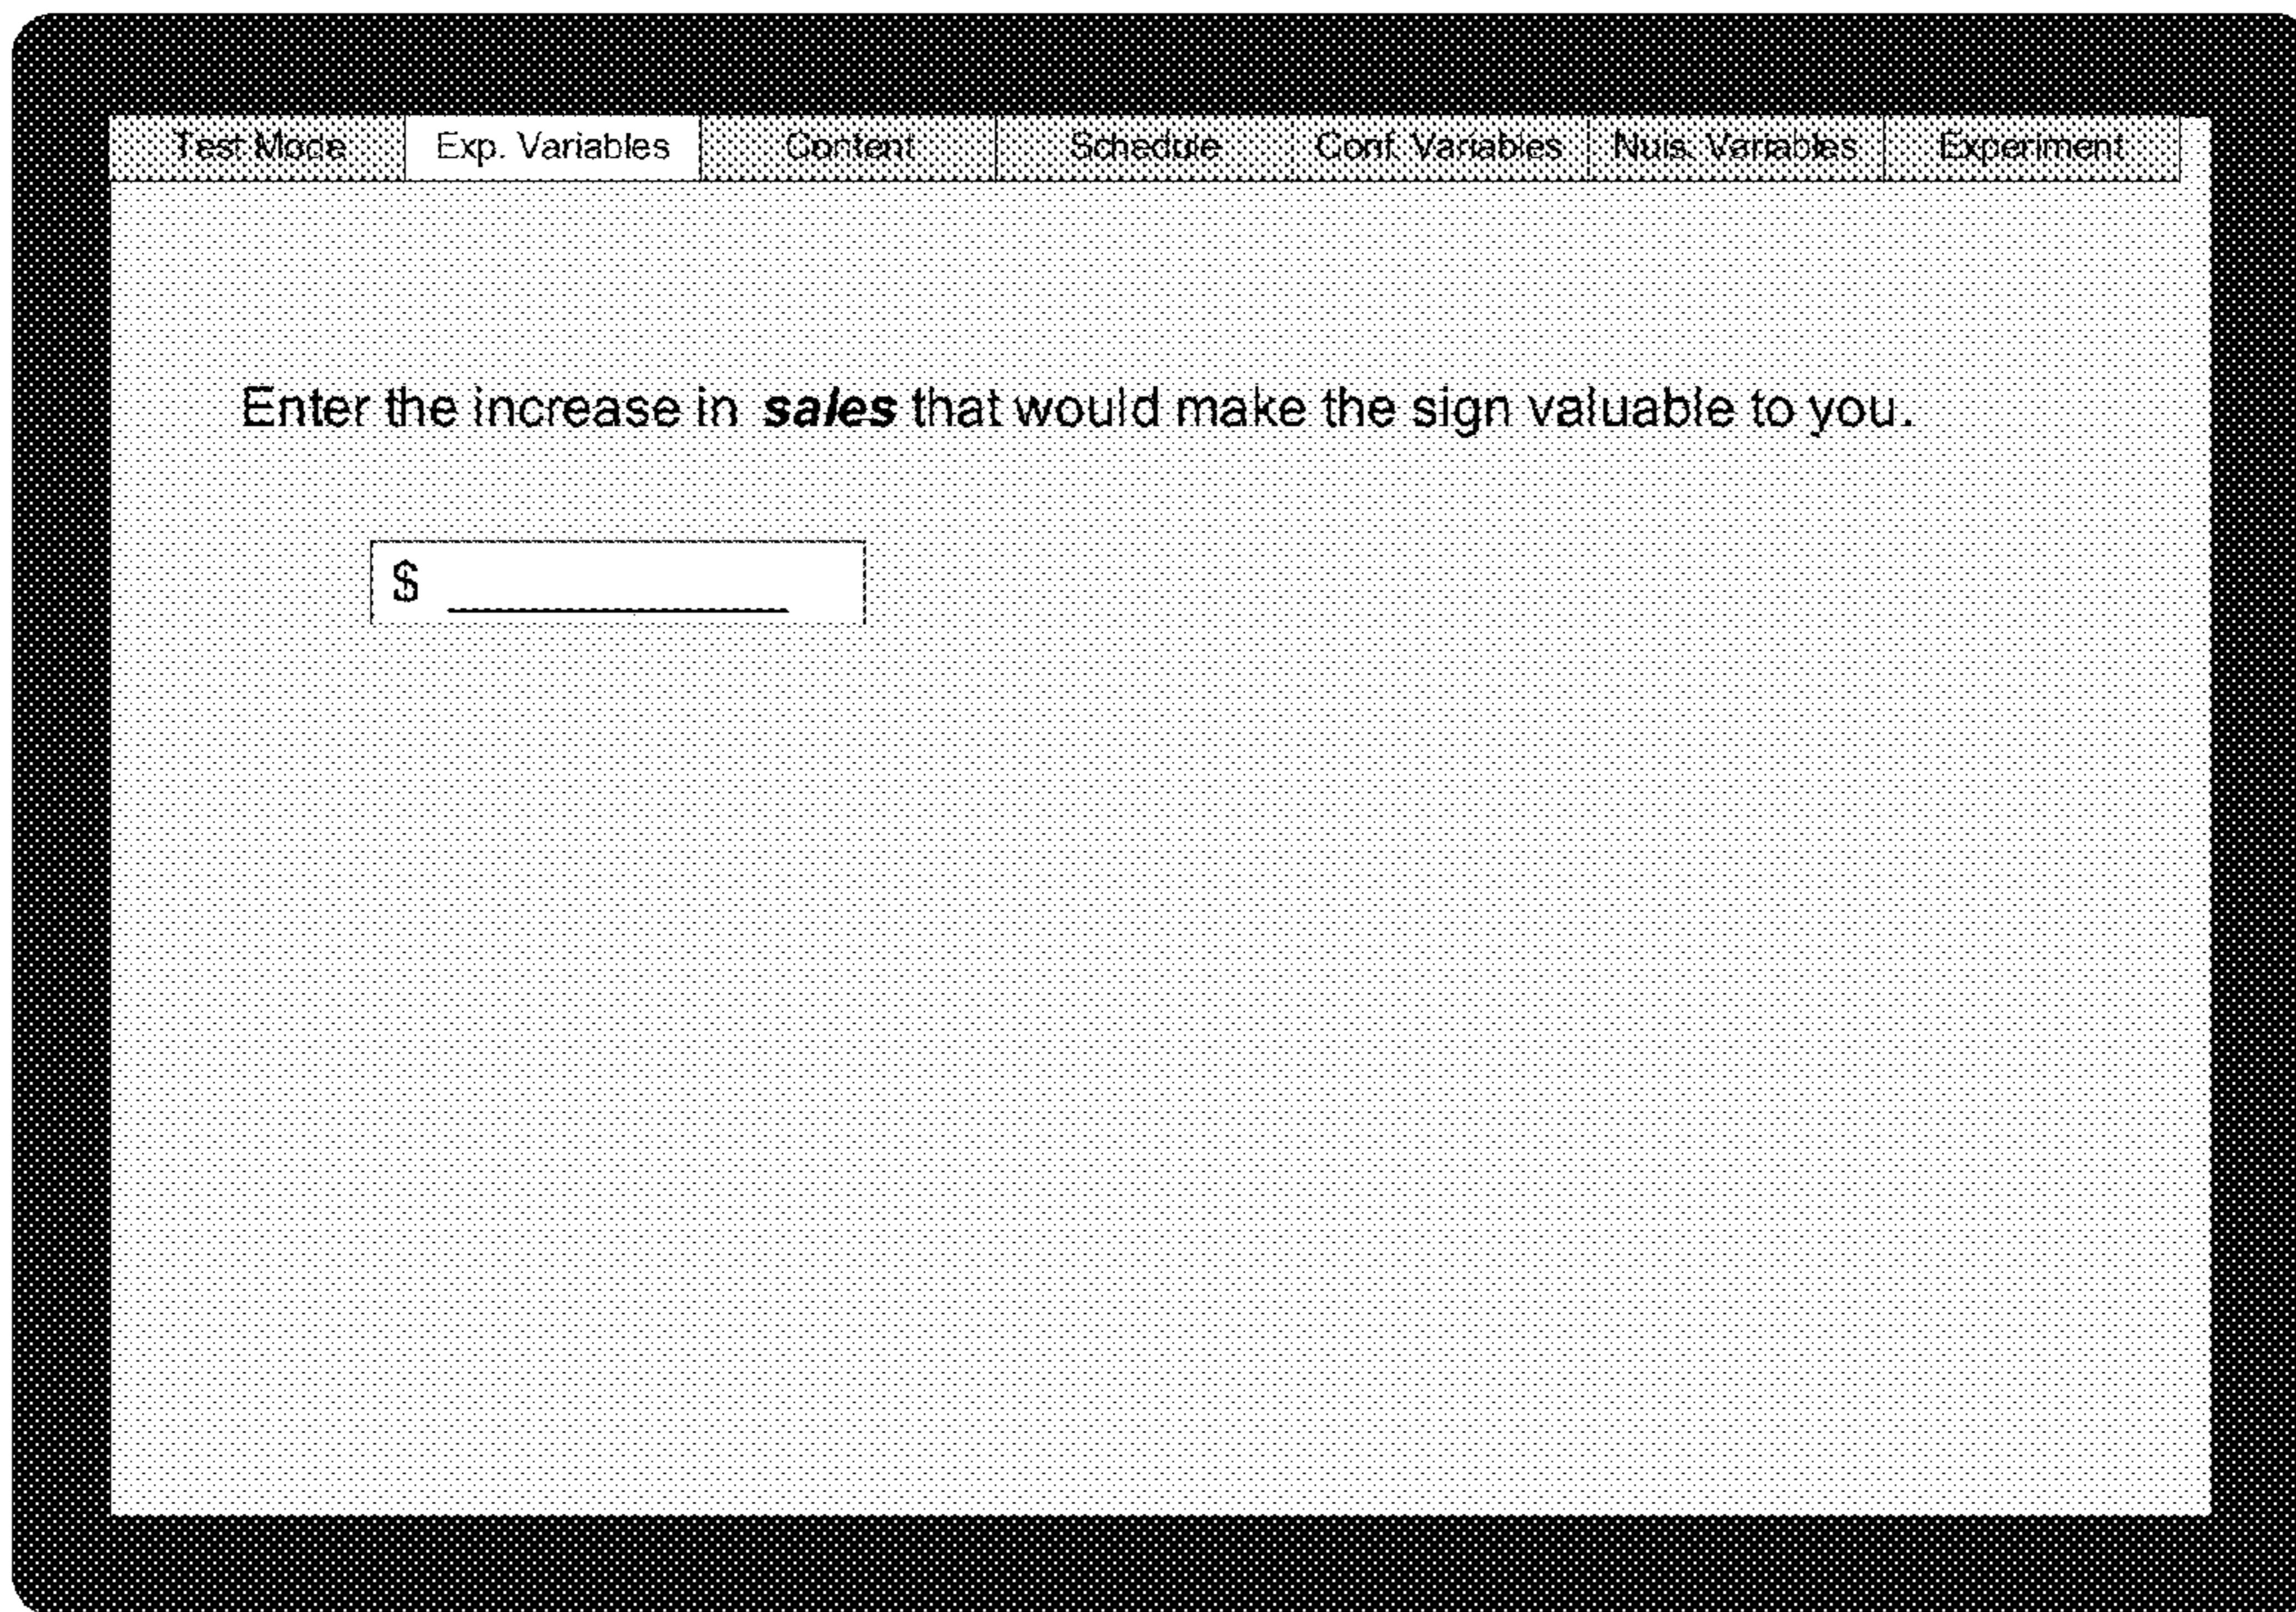 Test Mode Exp. Variables Content Schedule Conf. Variables Nuis. Variables Experiment
Enter the increase in sales that would make the sign valuable to you.
$ ____________